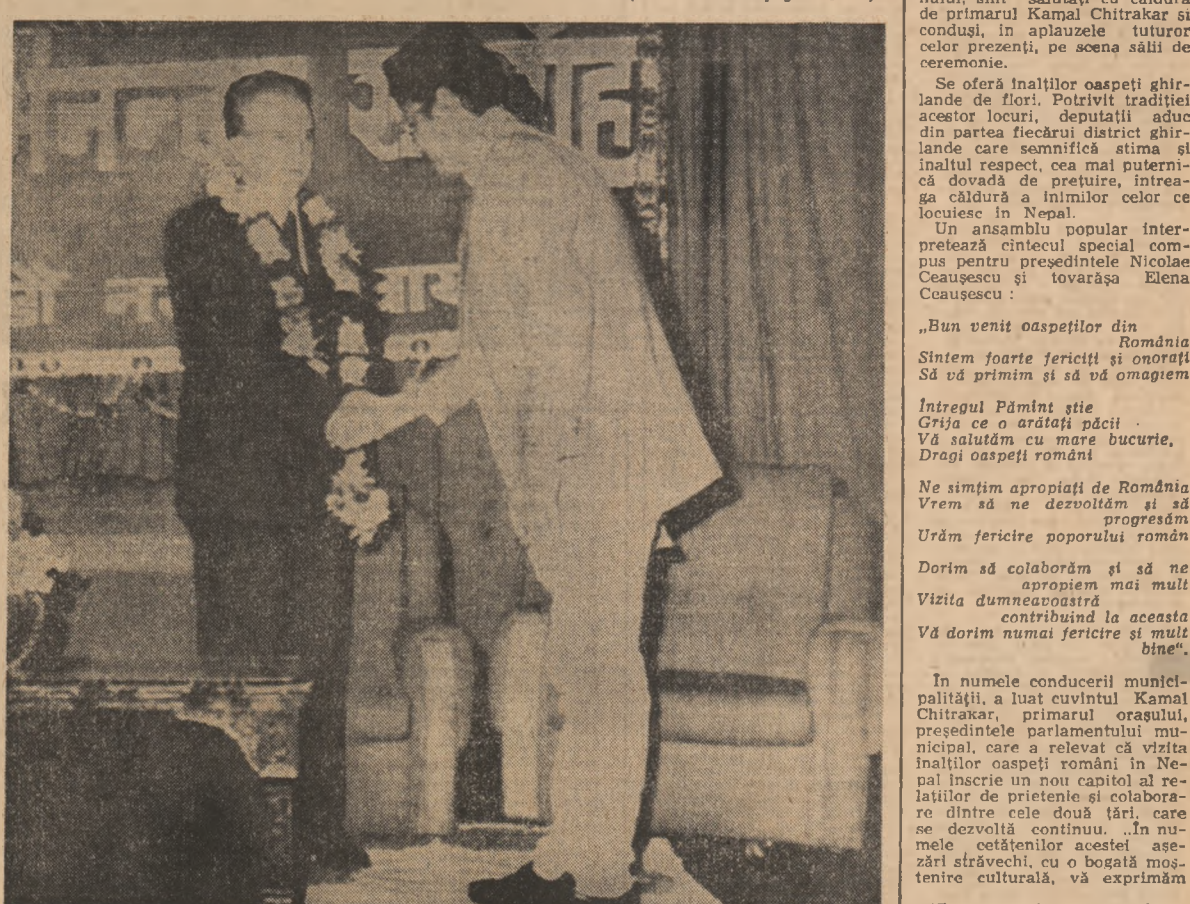 de primarul Kamal Chitrakar și
conduși, în aplauzele tuturor
celor prezenți, pe scena sălii de
ceremonie.
Se oferă înalților oaspeți ghir-
lande de flori. Potrivit tradiției
acestor locuri, deputații aduc
din partea fiecărui district ghir-
lande care semnifică stima și
înaltul respect, cea mai puterni-
că dovadă de prețuire, întrea-
ga căldură a inimilor celor ce
locuiesc în Nepal.
Un ansamblu popular inter-
pretează cîntecul special com-
pus pentru președintele Nicolae
Ceaușescu și tovarășa Elena
Ceaușescu :
„Bun venit oaspeților din
România
Sîntem foarte fericiți și onorați
Să vă primim și să vă omagiem
Întregul Pămînt știe
Grija ce o arătați păcii
Vă salutăm cu mare bucurie,
Dragi oaspeți români
Ne simțim apropiați de România
Vrem să ne dezvoltăm și să
progresăm
Urăm fericire poporului român
Dorim să colaborăm și să ne
apropiem mai mult
Vizita dumneavoastră
contribuind la aceasta
Vă dorim numai fericire și mult
bine“.
În numele conducerii munici-
palității, a luat cuvîntul Kamal
Chitrakar, primarul orașului,
președintele parlamentului mu-
nicipal, care a relevat că vizita
înalților oaspeți români în Ne-
pal înscrie un nou capitol al re-
lațiilor de prietenie și colabora-
re dintre cele două țări, care
se dezvoltă continuu. „În nu-
mele cetățenilor acestei așe-
zări străvechi, cu o bogată moș-
tenire culturală, vă exprimăm